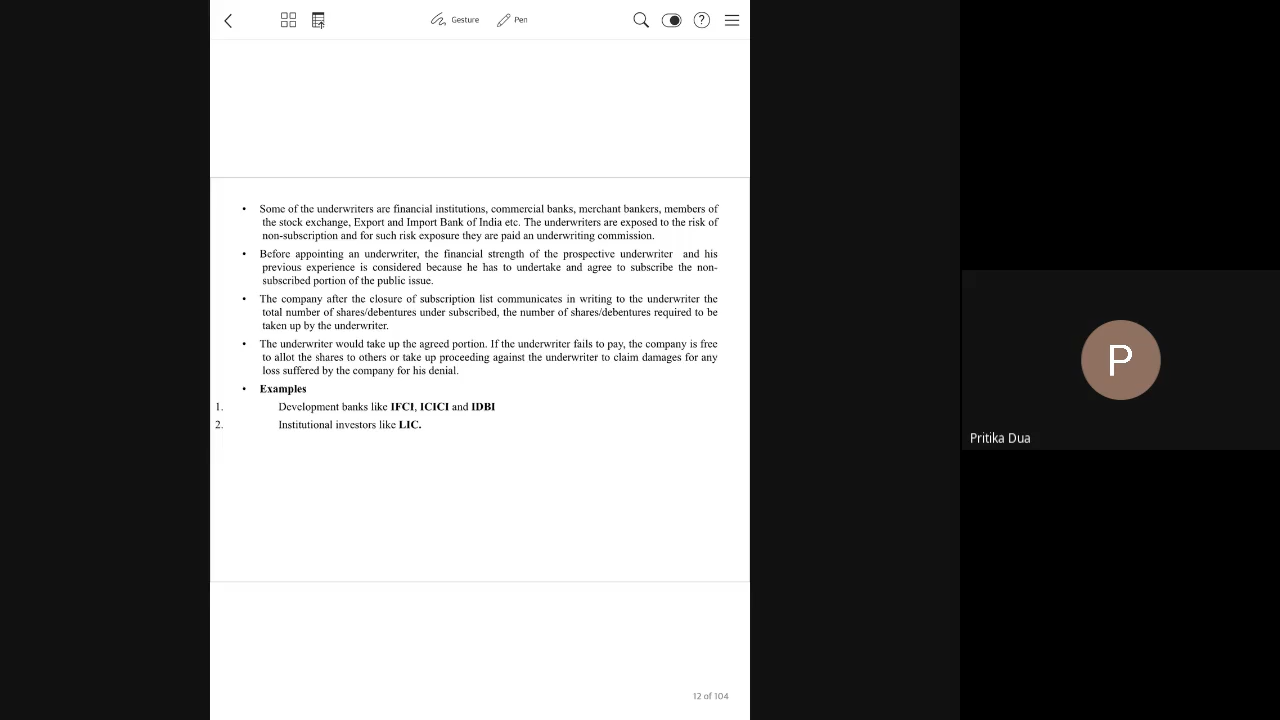 Gesture Pen
• Some of the underwriters are financial institutions, commercial banks, merchant bankers, members of
the stock exchange, Export and Import Bank of India etc. The underwriters are exposed to the risk of
non-subscription and for such risk exposure they are paid an underwriting commission.
• Before appointing an underwriter, the financial strength of the prospective underwriter and his
previous experience is considered because he has to undertake and agree to subscribe the non-
subscribed portion of the public issue.
• The company after the closure of subscription list communicates in writing to the underwriter the
total number of shares/debentures under subscribed, the number of shares/debentures required to be
taken up by the underwriter.
• The underwriter would take up the agreed portion. If the underwriter fails to pay, the company is free
to allot the shares to others or take up proceeding against the underwriter to claim damages for any
loss suffered by the company for his denial.
• Examples
1. Development banks like IFCI, ICICI and IDBI
2. Institutional investors like LIC.
12 of 104
P
Pritika Dua